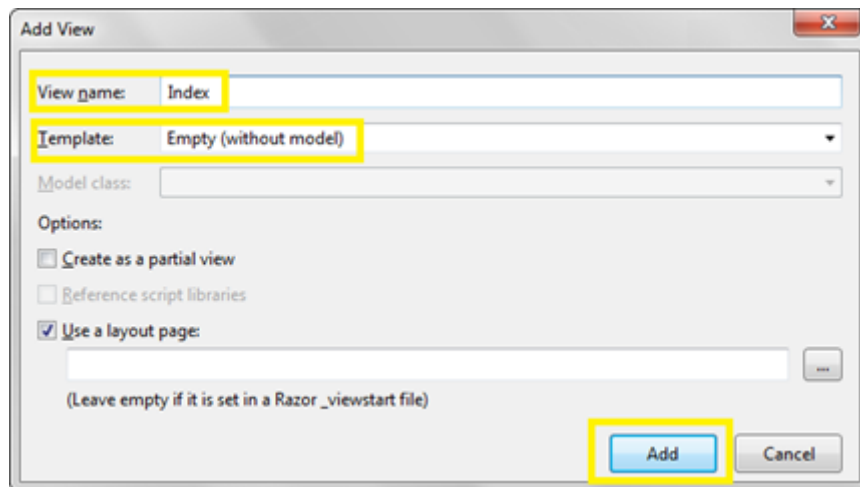 Add View
View name: Index
Template: Empty (without model)
Model class:
Options:
Create as a partial view
Reference script libraries
Use a layout page:
...
(Leave empty if it is set in a Razor _viewstart file)
Add Cancel